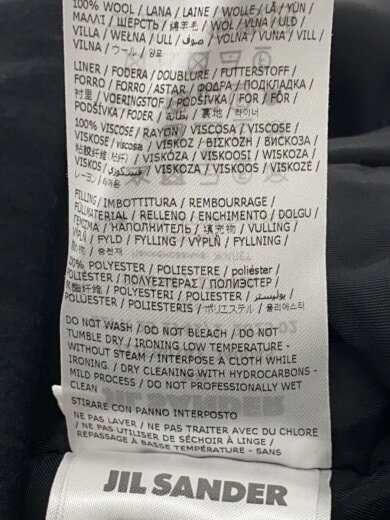 100% WOOL / LANA / LAINE / WOLLE / LÃ / YÜN /
ΜΑΛΛΙ / ШЕРСТЬ / 绵羊毛 / WOL / VLNA / ULD /
VILLA / WEŁNA / ULL / صوف / VOLNA / VUNA / VILL /
VILNA / ウール / 양모
LINER / FODERA / DOUBLURE / FUTTERSTOFF /
FORRO / FORRO / ASTAR / ΦΟΔΡΑ / ПОДКЛАДКА /
衬里 / VOERINGSTOF / PODŠÍVKA / FOR / FÓR /
PODŠÍVKA / FODER / / 裏地 / 라이너
100% VISCOSE / RAYON / VISCOSA / VISCOSE /
VISKOSE / viscosa / VISKOZ / ΒΙΣΚΟΖΗ / ВИСКОЗА /
粘胶纤维 / VISKÓZA / VISKOOSI / WISKOZA /
VISKOS / / VISKOZA / VISKOOS / VISKOZĖ /
レーヨン / 레이온
FILLING / IMBOTTITURA / REMBOURRAGE /
FÜLLMATERIAL / RELLENO / ENCHIMENTO / DOLGU /
ΓΕΜΙΣΜΑ / НАПОЛНИТЕЛЬ / 填充物 / VULLING /
VÝPLŇ / FYLD / FYLLING / VÝPLŇ / FYLLNING /
충전재
100% POLYESTER / POLIESTERE / poliéster /
POLIESTER / ΠΟΛΥΕΣΤΕΡΑΣ / ПОЛИЭСТЕР /
聚酯纤维 / POLYESTERI / POLIESTER / بوليستر /
POLÜESTER / POLIESTERIS / ポリエステル / 폴리에스터
DO NOT WASH / DO NOT BLEACH / DO NOT
TUMBLE DRY / IRONING LOW TEMPERATURE -
WITHOUT STEAM / INTERPOSE A CLOTH WHILE
IRONING. / DRY CLEANING WITH HYDROCARBONS -
MILD PROCESS / DO NOT PROFESSIONALLY WET
CLEAN
STIRARE CON PANNO INTERPOSTO
NE PAS LAVER / NE PAS TRAITER AVEC DU CHLORE
/ NE PAS UTILISER DE SÉCHOIR À LINGE /
REPASSAGE À BASSE TEMPÉRATURE - SANS
JIL SANDER